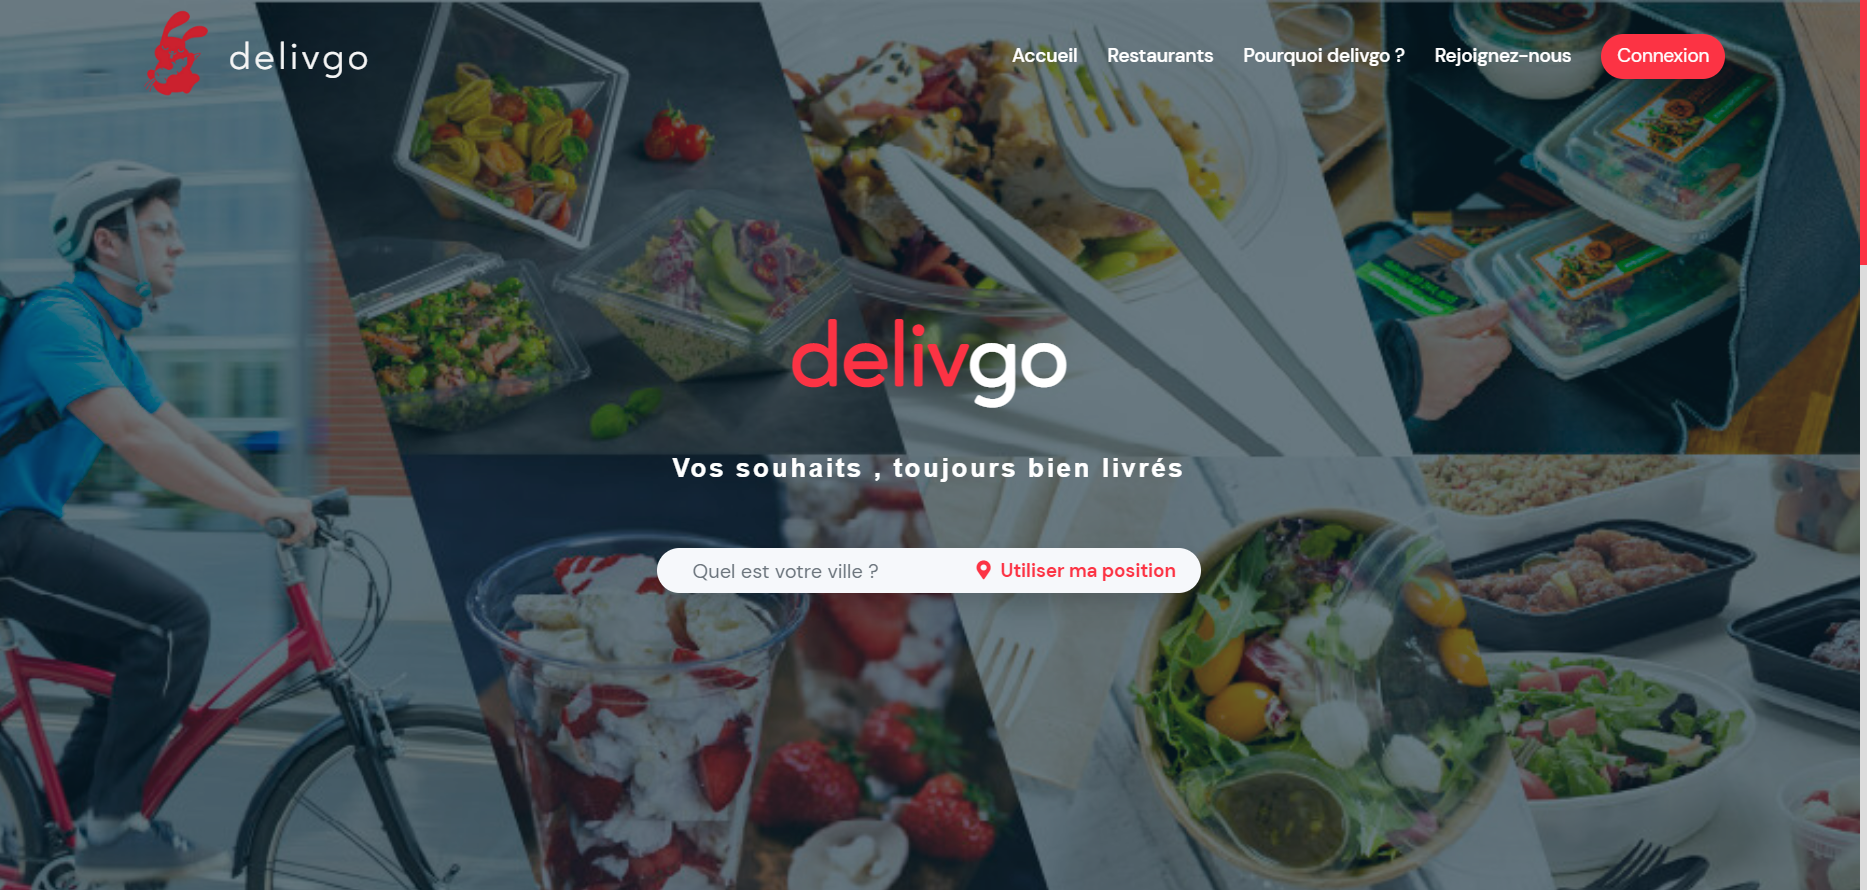 delivgo
Accueil Restaurants Pourquoi delivgo ? Rejoignez-nous Connexion
delivgo
Vos souhaits , toujours bien livrés
Quel est votre ville ? Utiliser ma position